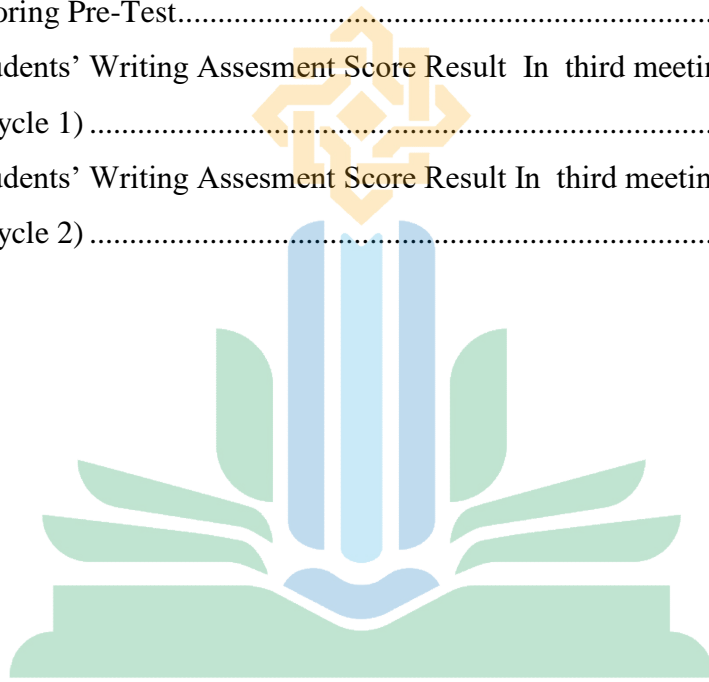 oring Pre-Test..............................................................................
udents’ Writing Assesment Score Result In third meetin
ycle 1) ..........................................................................................
udents’ Writing Assesment Score Result In third meetin
ycle 2) ..........................................................................................